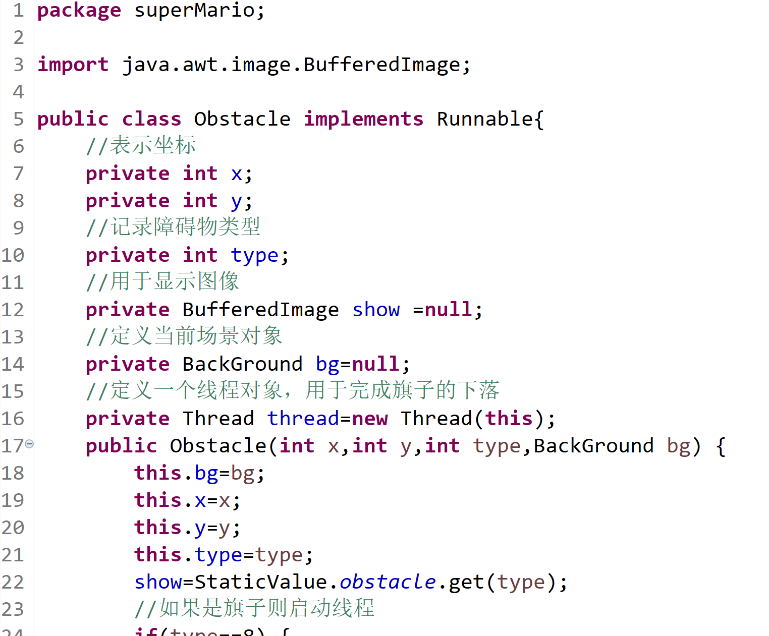 1 package superMario;
2
3 import java.awt.image.BufferedImage;
4
5 public class Obstacle implements Runnable{
6 //表示坐标
7 private int x;
8 private int y;
9 //记录障碍物类型
10 private int type;
11 //用于显示图像
12 private BufferedImage show =null;
13 //定义当前场景对象
14 private BackGround bg=null;
15 //定义一个线程对象，用于完成旗子的下落
16 private Thread thread=new Thread(this);
17 public Obstacle(int x,int y,int type,BackGround bg) {
18 this.bg=bg;
19 this.x=x;
20 this.y=y;
21 this.type=type;
22 show=StaticValue.obstacle.get(type);
23 //如果是旗子则启动线程
24 if(type==8) {